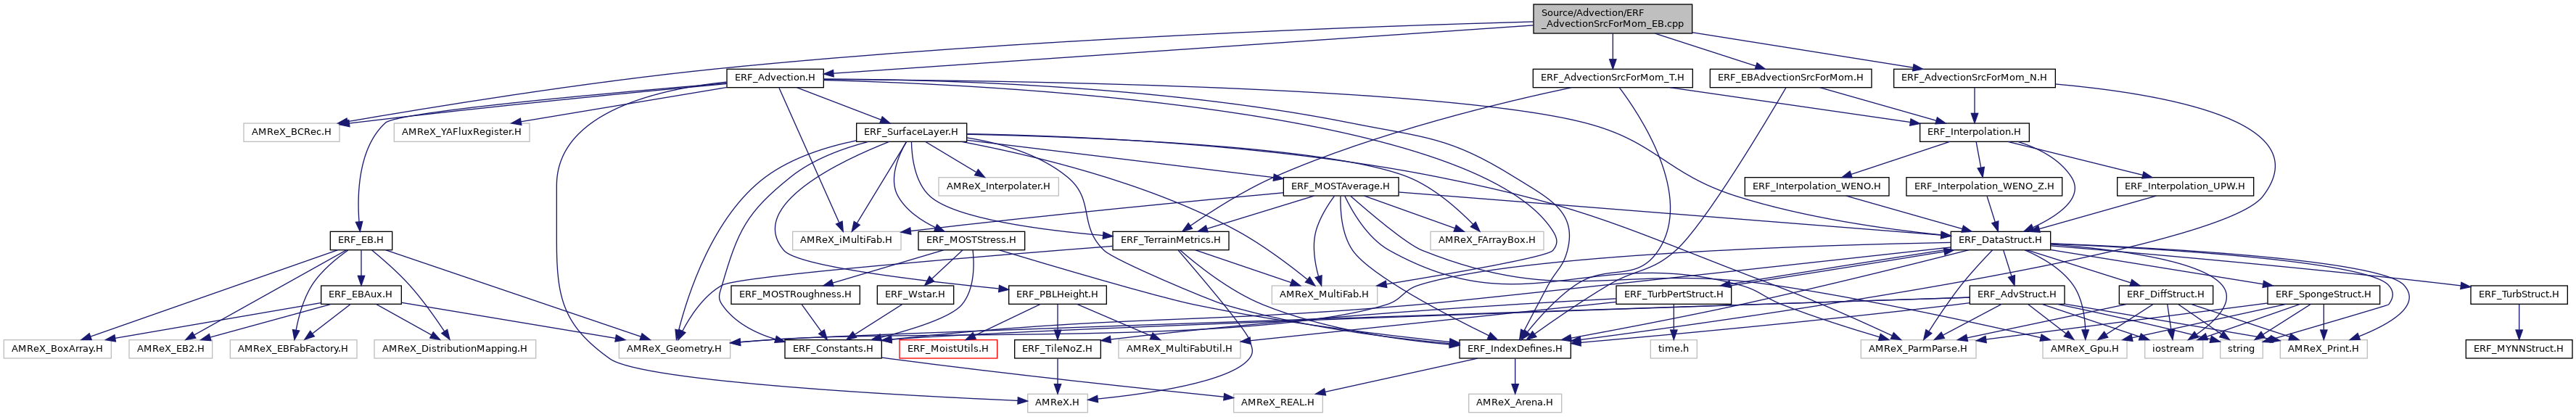 Source/Advection/ERF
_AdvectionSrcForMom_EB.cpp
ERF_Advection.H
ERF_AdvectionSrcForMom_T.H
ERF_EBAdvectionSrcForMom.H
ERF_AdvectionSrcForMom_N.H
AMReX_BCRec.H
AMReX_YAFluxRegister.H
ERF_SurfaceLayer.H
ERF_Interpolation.H
AMReX_Interpolater.H
ERF_MOSTAverage.H
ERF_Interpolation_WENO.H
ERF_Interpolation_WENO_Z.H
ERF_Interpolation_UPW.H
ERF_EB.H
AMReX_iMultiFab.H
ERF_MOSTStress.H
ERF_TerrainMetrics.H
AMReX_FArrayBox.H
ERF_DataStruct.H
ERF_EBAux.H
ERF_MOSTRoughness.H
ERF_Wstar.H
ERF_PBLHeight.H
AMReX_MultiFab.H
ERF_TurbPertStruct.H
ERF_AdvStruct.H
ERF_DiffStruct.H
ERF_SpongeStruct.H
ERF_TurbStruct.H
AMReX_BoxArray.H
AMReX_EB2.H
AMReX_EBFabFactory.H
AMReX_DistributionMapping.H
AMReX_Geometry.H
ERF_Constants.H
ERF_MoistUtils.H
ERF_TileNoZ.H
AMReX_MultiFabUtil.H
ERF_IndexDefines.H
time.h
AMReX_ParmParse.H
AMReX_Gpu.H
iostream
string
AMReX_Print.H
ERF_MYNNStruct.H
AMReX.H
AMReX_REAL.H
AMReX_Arena.H